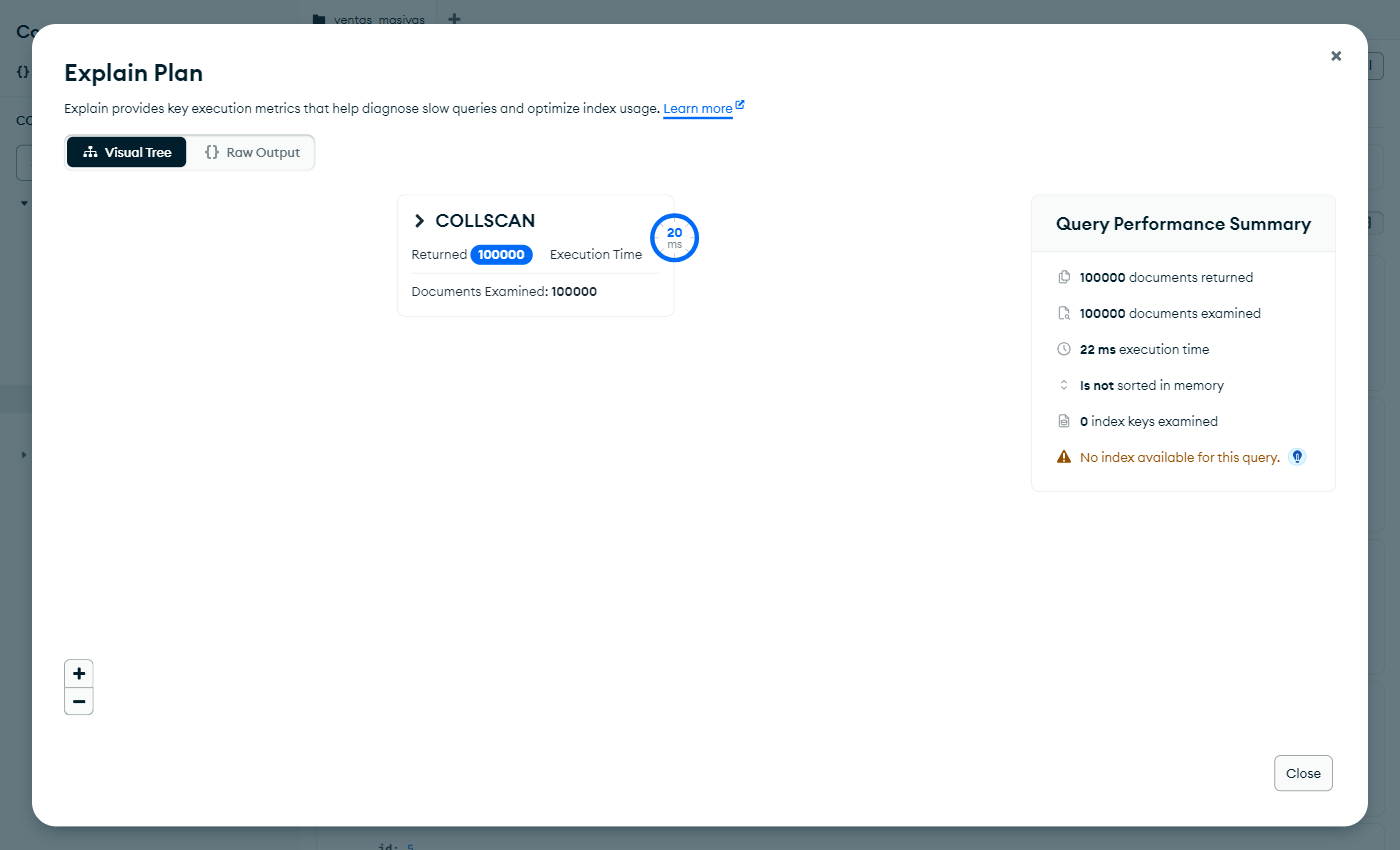 ventas_masivas
Co
{}
Explain Plan
Explain provides key execution metrics that help diagnose slow queries and optimize index usage. Learn more
Visual Tree
{} Raw Output
COLLSCAN
Returned 100000 Execution Time
20
ms
Documents Examined: 100000
Query Performance Summary
100000 documents returned
100000 documents examined
22 ms execution time
Is not sorted in memory
0 index keys examined
No index available for this query.
Close
id: 5